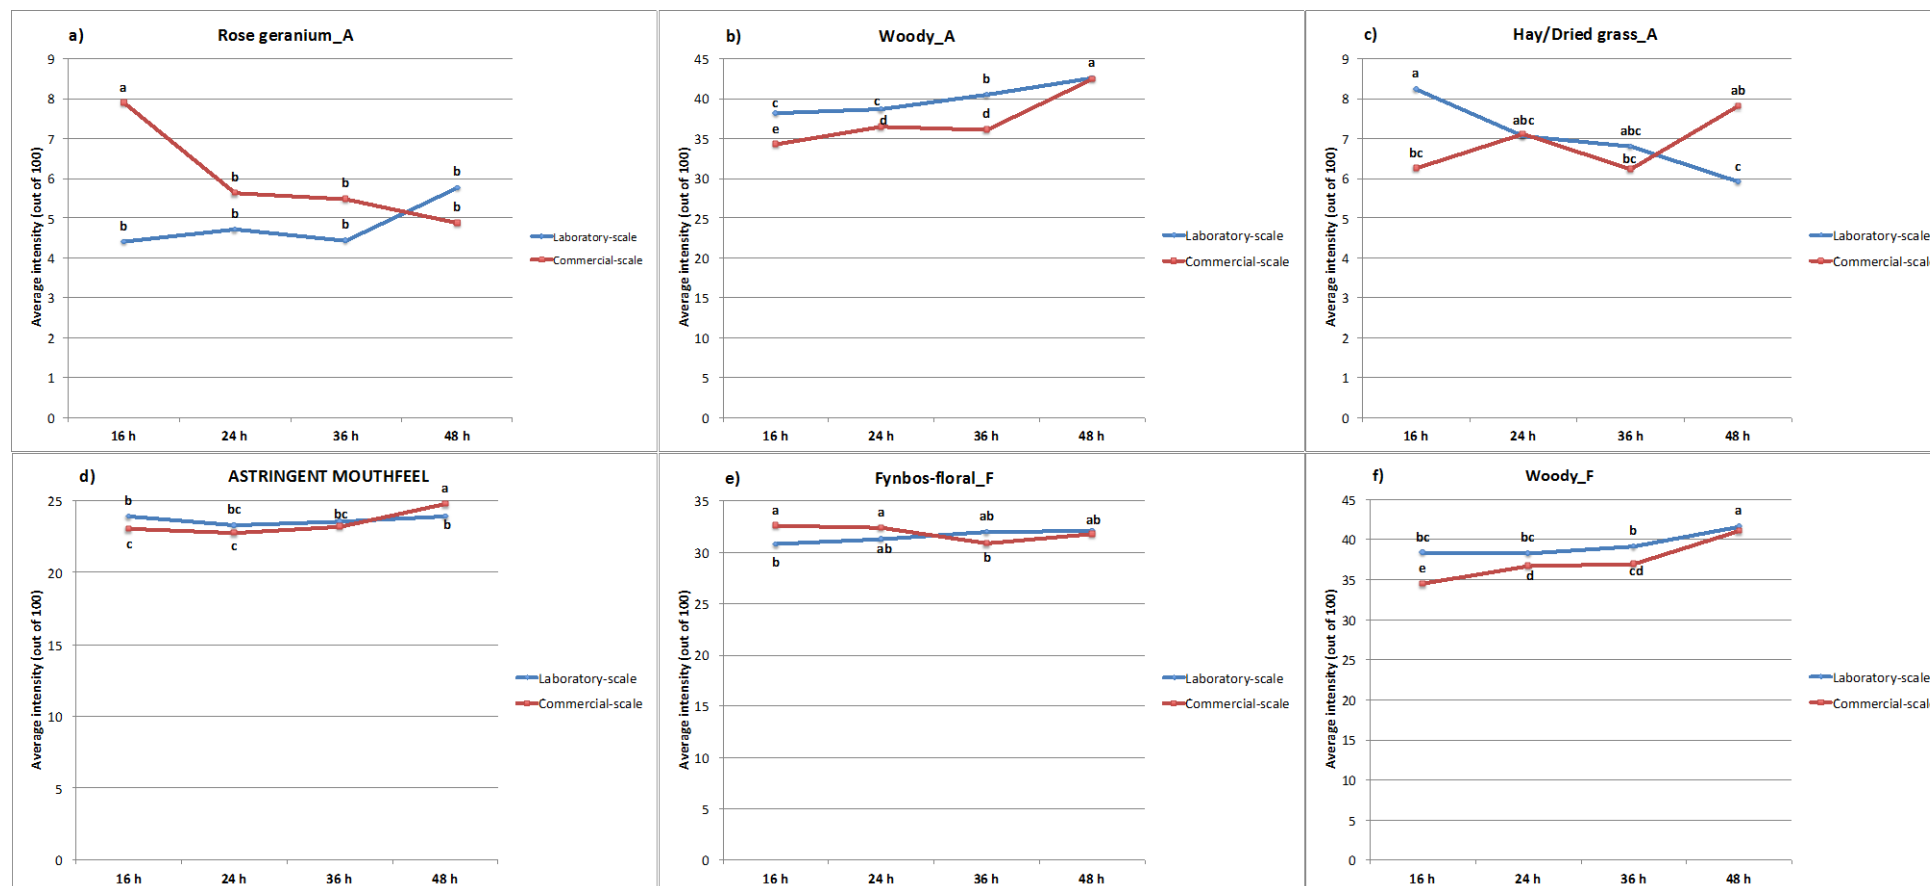 a) Rose geranium_A
Average intensity (out of 100)
9
8
7
6
5
4
3
2
1
0
a
b
b
b
b
b
b
b
16 h 24 h 36 h 48 h
Laboratory-scale
Commercial-scale
b) Woody_A
Average intensity (out of 100)
45
40
35
30
25
20
15
10
5
0
c c b a
e d d
16 h 24 h 36 h 48 h
Laboratory-scale
Commercial-scale
c) Hay/Dried grass_A
Average intensity (out of 100)
9
8
7
6
5
4
3
2
1
0
a abc abc ab
bc bc c
16 h 24 h 36 h 48 h
Laboratory-scale
Commercial-scale
d) ASTRINGENT MOUTHFEEL
Average intensity (out of 100)
25
20
15
10
5
0
b bc bc a
c c b
16 h 24 h 36 h 48 h
Laboratory-scale
Commercial-scale
e) Fynbos-floral_F
Average intensity (out of 100)
35
30
25
20
15
10
5
0
a a ab ab
b ab b
16 h 24 h 36 h 48 h
Laboratory-scale
Commercial-scale
f) Woody_F
Average intensity (out of 100)
45
40
35
30
25
20
15
10
5
0
bc bc b a
e d cd
16 h 24 h 36 h 48 h
Laboratory-scale
Commercial-scale